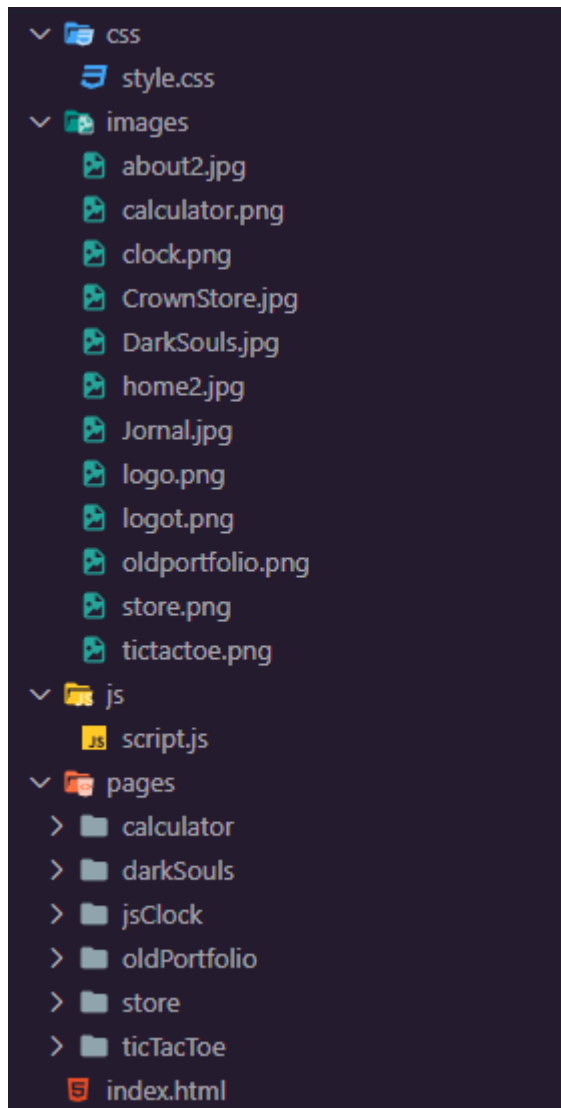 css
style.css
images
about2.jpg
calculator.png
clock.png
CrownStore.jpg
DarkSouls.jpg
home2.jpg
Jornal.jpg
logo.png
logot.png
oldportfolio.png
store.png
tictactoe.png
js
JS script.js
pages
calculator
darkSouls
jsClock
oldPortfolio
store
ticTacToe
index.html